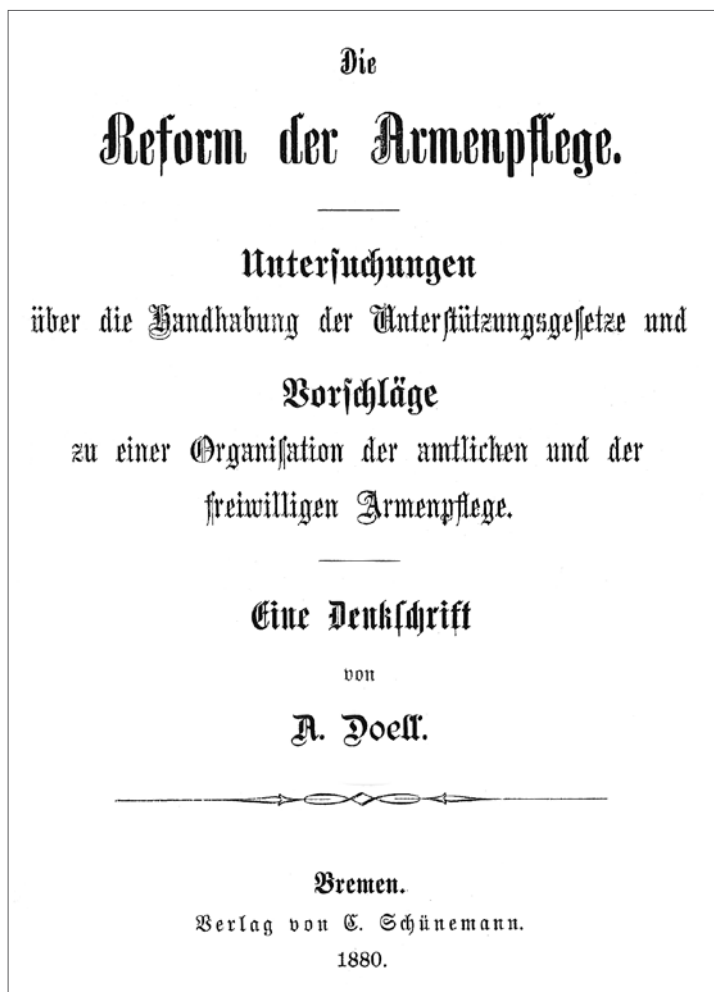 Die
Reform der Armenpflege.
Untersuchungen
über die Handhabung der Unterstützungsgesetze und
Vorschläge
zu einer Organisation der amtlichen und der
freiwilligen Armenpflege.
Eine Denkschrift
von
A. Doell.
Bremen.
Verlag von C. Schünemann.
1880.